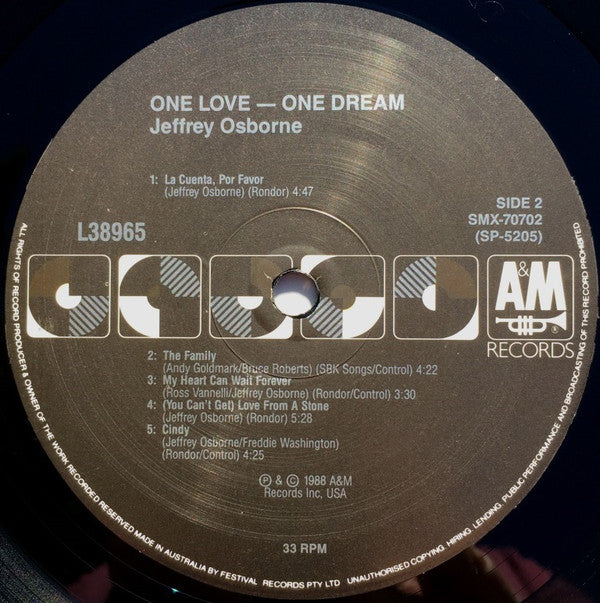 ONE LOVE — ONE DREAM
Jeffrey Osborne
1: La Cuenta, Por Favor
(Jeffrey Osborne) (Rondor) 4:47
L38965
SIDE 2
SMX-70702
(SP-5205)
A&M
®
RECORDS
2: The Family
(Andy Goldmark/Bruce Roberts) (SBK Songs/Control) 4:22
3: My Heart Can Wait Forever
(Ross Vannelli/Jeffrey Osborne) (Rondor/Control) 3:30
4: (You Can't Get) Love From A Stone
(Jeffrey Osborne) (Rondor) 5:28
5: Cindy
(Jeffrey Osborne/Freddie Washington)
(Rondor/Control) 4:25
Ⓟ & © 1988 A&M
Records Inc, USA
33 RPM
ALL RIGHTS OF RECORD PRODUCER & OWNER OF THE WORK RECORDED RESERVED MADE IN AUSTRALIA BY FESTIVAL RECORDS PTY LTD UNAUTHORISED COPYING, HIRING, LENDING, PUBLIC PERFORMANCE AND BROADCASTING OF THIS RECORD PROHIBITED